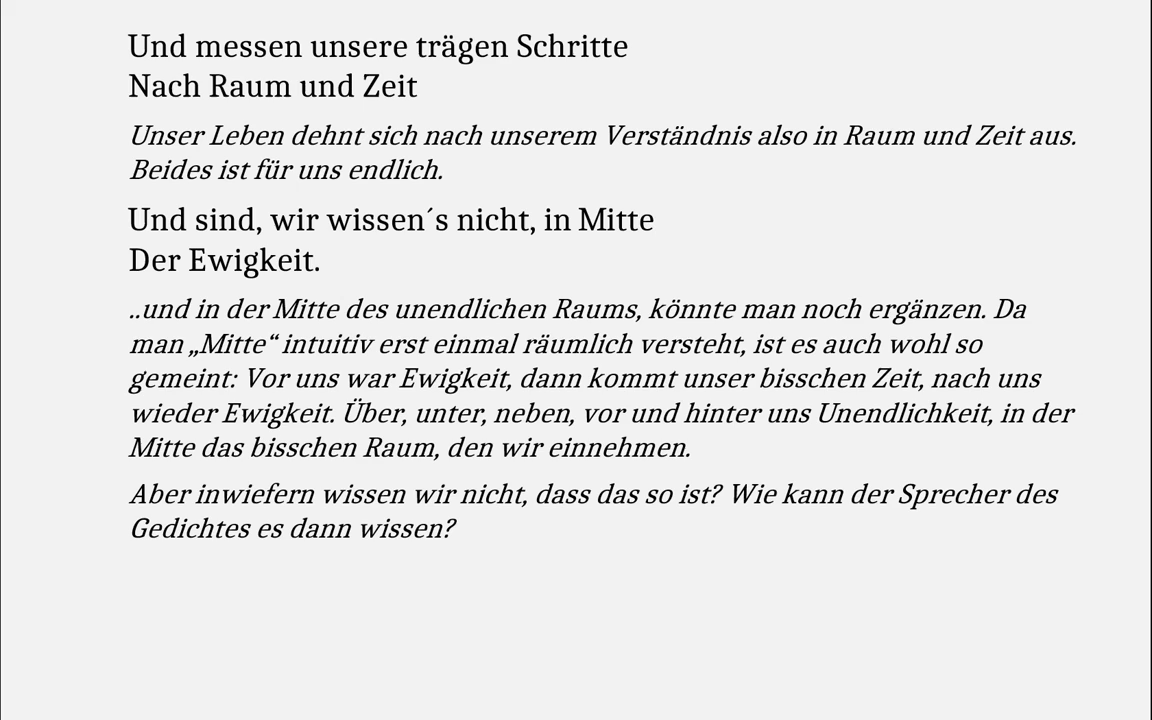 Und messen unsere trägen Schritte
Nach Raum und Zeit
Unser Leben dehnt sich nach unserem Verständnis also in Raum und Zeit aus.
Beides ist für uns endlich.
Und sind, wir wissen´s nicht, in Mitte
Der Ewigkeit.
..und in der Mitte des unendlichen Raums, könnte man noch ergänzen. Da
man „Mitte“ intuitiv erst einmal räumlich versteht, ist es auch wohl so
gemeint: Vor uns war Ewigkeit, dann kommt unser bisschen Zeit, nach uns
wieder Ewigkeit. Über, unter, neben, vor und hinter uns Unendlichkeit, in der
Mitte das bisschen Raum, den wir einnehmen.
Aber inwiefern wissen wir nicht, dass das so ist? Wie kann der Sprecher des
Gedichtes es dann wissen?